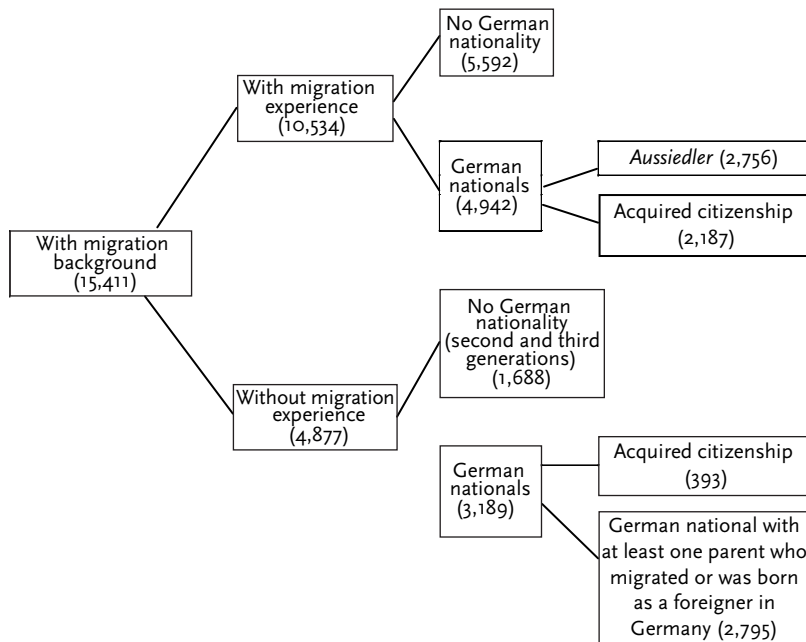 No German
nationality
(5,592)
With migration
experience
(10,534)
German
nationals
(4,942)
Aussiedler (2,756)
Acquired citizenship
(2,187)
With migration
background
(15,411)
No German
nationality
(second and third
generations)
(1,688)
Without migration
experience
(4,877)
German
nationals
(3,189)
Acquired citizenship
(393)
German national with
at least one parent who
migrated or was born
as a foreigner in
Germany (2,795)